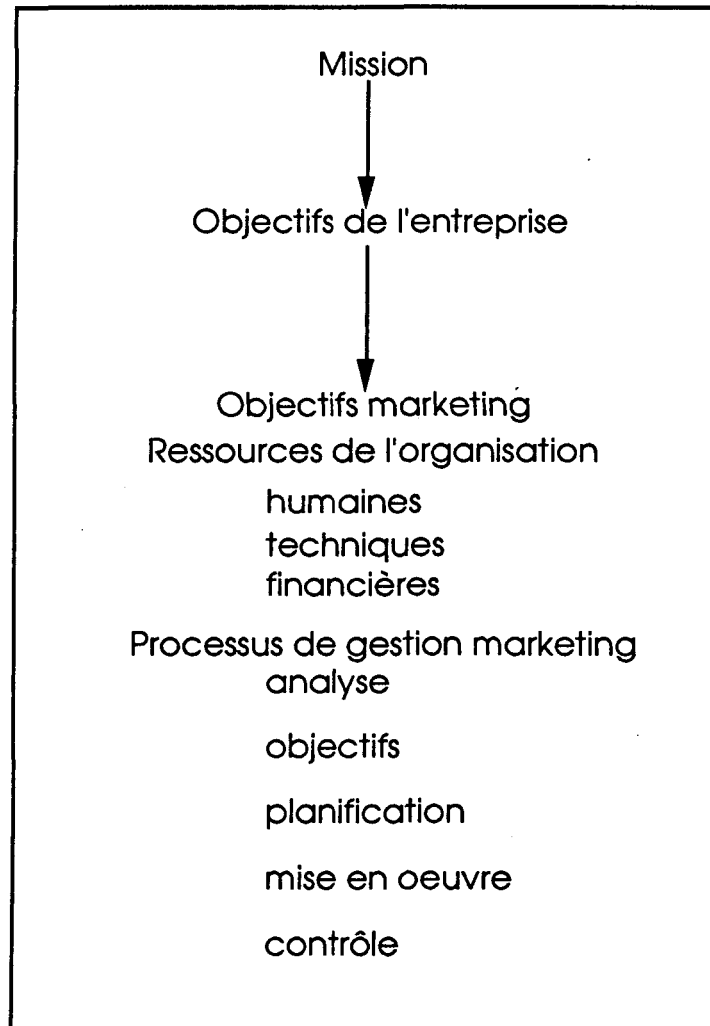 Mission
Objectifs de l'entreprise
Objectifs marketing
Ressources de l'organisation
humaines
techniques
financières
Processus de gestion marketing
analyse
objectifs
planification
mise en oeuvre
contrôle